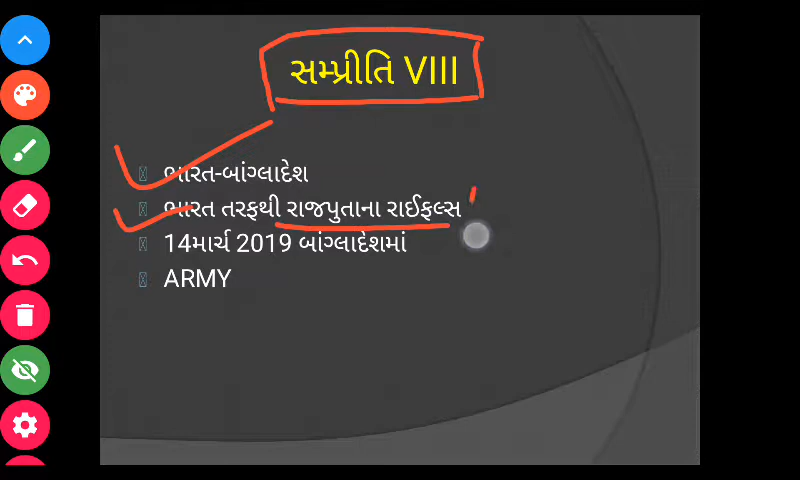 સમ્પ્રીતિ VIII
ભારત-બાંગ્લાદેશ
ભારત તરફથી રાજપુતાના રાઈફલ્સ
14માર્ચ 2019 બાંગ્લાદેશમાં
ARMY